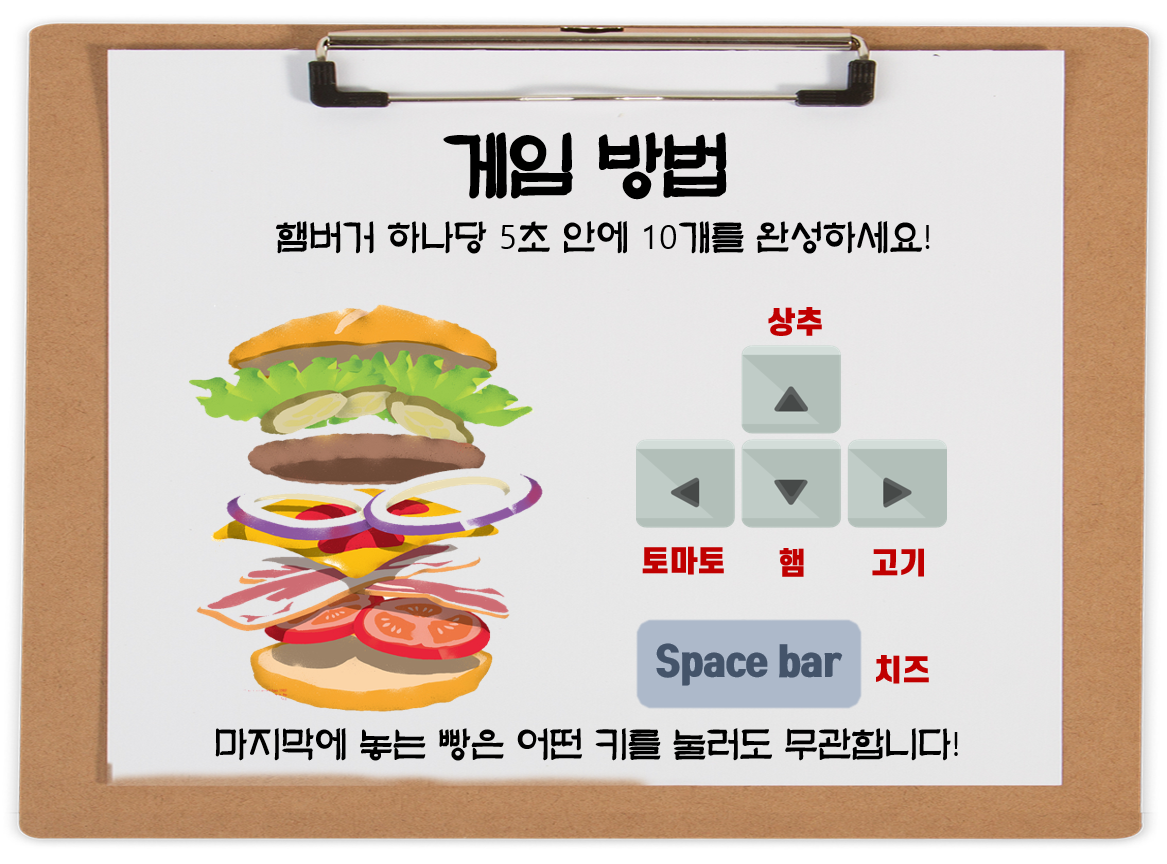 게임 방법
햄버거 하나당 5초 안에 10개를 완성하세요!
상추
토마토 햄 고기
Space bar 치즈
마지막에 놓는 빵은 어떤 키를 눌러도 무관합니다!